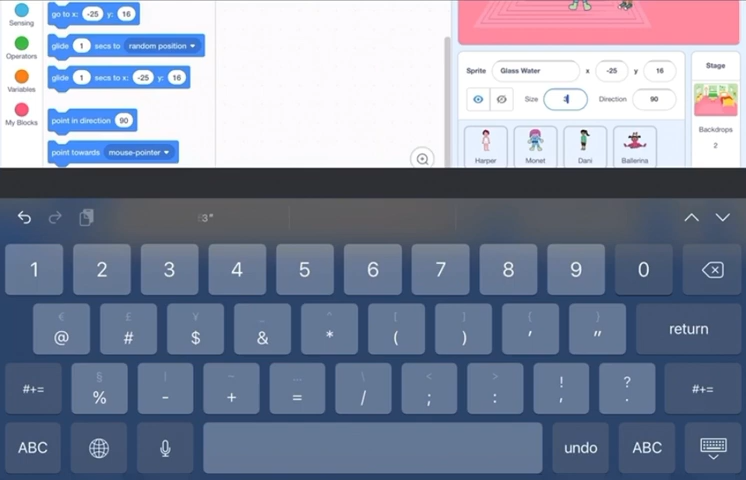 Sensing
Operators
Variables
My Blocks
go to x: -25 y: 16
glide 1 secs to random position
glide 1 secs to x: -25 y: 16
point in direction 90
point towards mouse-pointer
Sprite Glass Water x -25 y 16
Size 3 Direction 90
Harper Monet Dani Ballerina
Stage
Backdrops
2
"3"
1 2 3 4 5 6 7 8 9 0
€ £ ¥ _ ^ [ ] { }
@ # $ & * ( ) ' " return
§ | ~ … \ < > ! ?
#+= % - + = / ; : , . #+=
ABC undo ABC